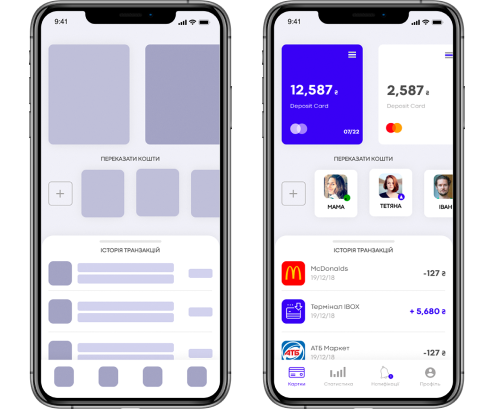 9:41
ПЕРЕКАЗАТИ КОШТИ
+
ІСТОРІЯ ТРАНЗАКЦІЙ
9:41
12,587 ₴
Deposit Card
07/22
2,587 ₴
Deposit Card
ПЕРЕКАЗАТИ КОШТИ
+
МАМА
ТЕТЯНА
ІВАН
ІСТОРІЯ ТРАНЗАКЦІЙ
McDonalds
19/12/18
-127 ₴
Термінал IBOX
19/12/18
+ 5,680 ₴
АТБ
АТБ Маркет
19/12/18
-127 ₴
Картки
Статистика
Нотифікації
Профіль